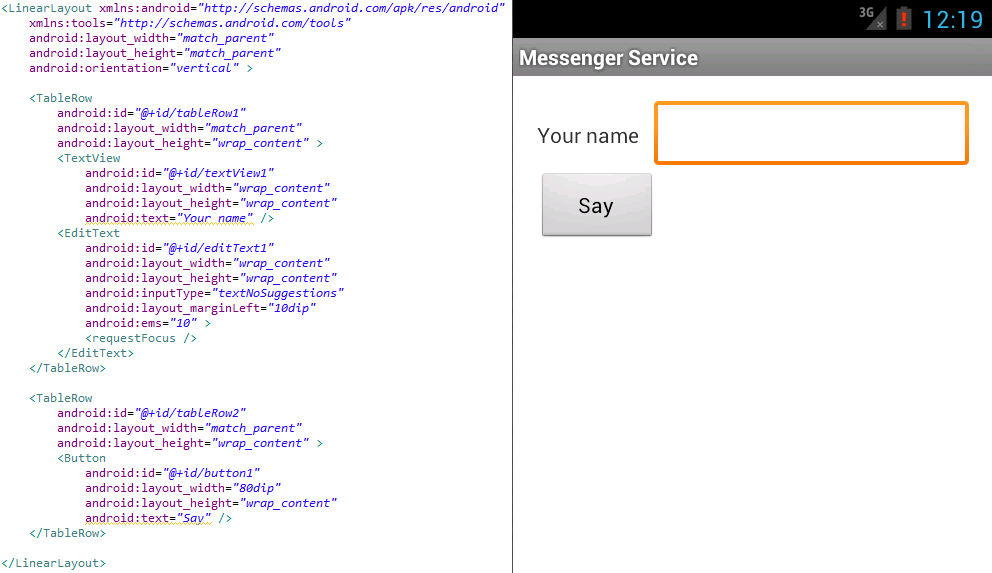 <LinearLayout xmlns:android="http://schemas.android.com/apk/res/android"
    xmlns:tools="http://schemas.android.com/tools"
    android:layout_width="match_parent"
    android:layout_height="match_parent"
    android:orientation="vertical" >

    <TableRow
        android:id="@+id/tableRow1"
        android:layout_width="match_parent"
        android:layout_height="wrap_content" >
        <TextView
            android:id="@+id/textView1"
            android:layout_width="wrap_content"
            android:layout_height="wrap_content"
            android:text="Your name" />
        <EditText
            android:id="@+id/editText1"
            android:layout_width="wrap_content"
            android:layout_height="wrap_content"
            android:inputType="textNoSuggestions"
            android:layout_marginLeft="10dip"
            android:ems="10" >
            <requestFocus />
        </EditText>
    </TableRow>

    <TableRow
        android:id="@+id/tableRow2"
        android:layout_width="match_parent"
        android:layout_height="wrap_content" >
        <Button
            android:id="@+id/button1"
            android:layout_width="80dip"
            android:layout_height="wrap_content"
            android:text="Say" />
    </TableRow>

</LinearLayout>
3G 12:19
Messenger Service
Your name
Say